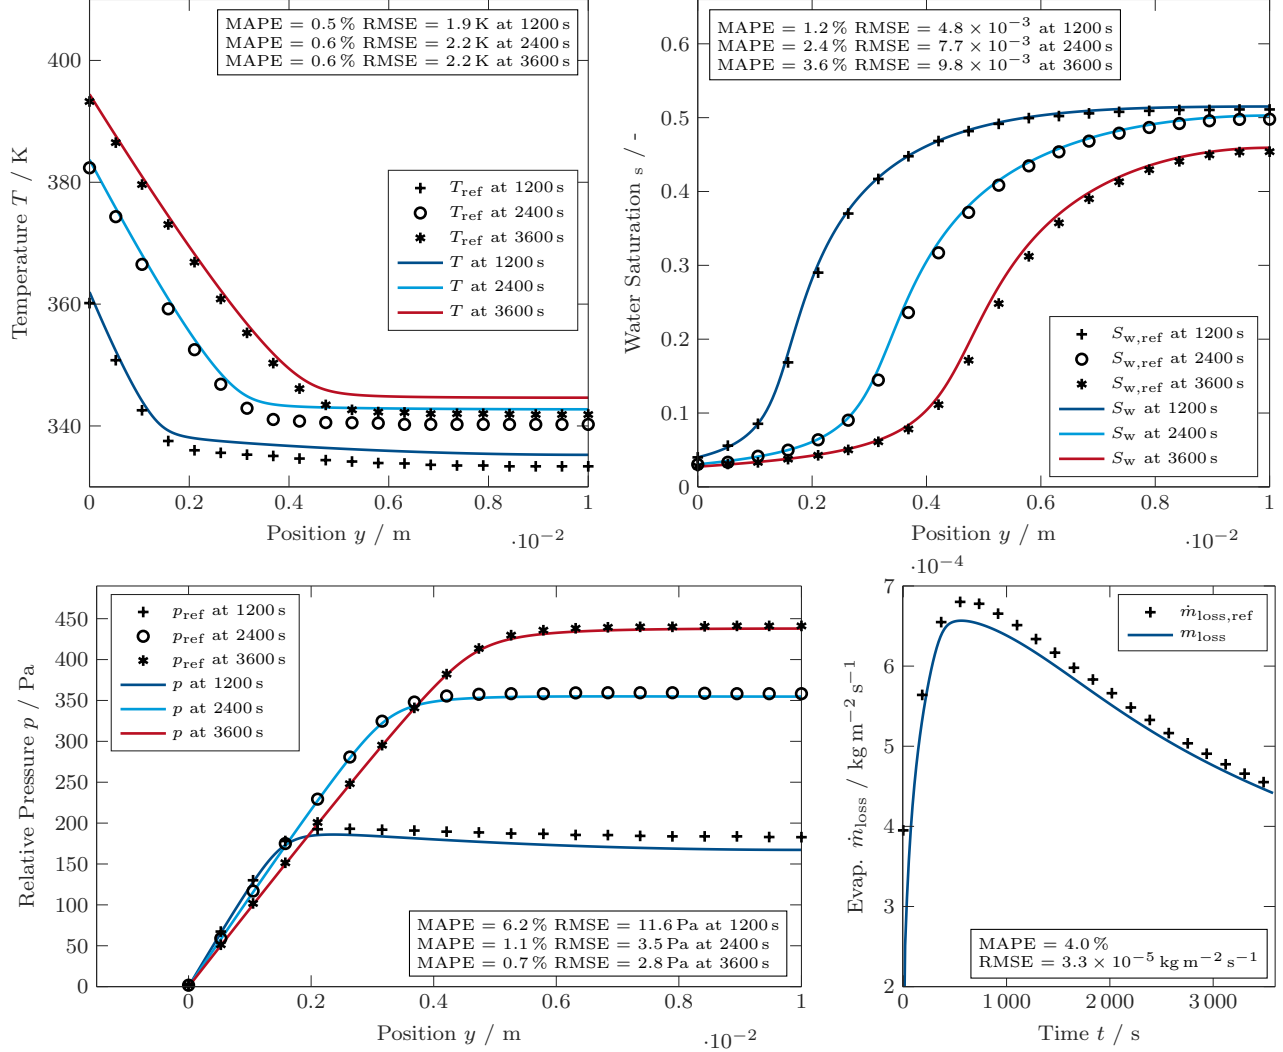 MAPE = 0.5 % RMSE = 1.9 K at 1200 s
MAPE = 0.6 % RMSE = 2.2 K at 2400 s
MAPE = 0.6 % RMSE = 2.2 K at 3600 s
400
380
360
340
Temperature T / K
T_ref at 1200 s
T_ref at 2400 s
T_ref at 3600 s
T at 1200 s
T at 2400 s
T at 3600 s
0 0.2 0.4 0.6 0.8 1
Position y / m
·10⁻²
MAPE = 1.2 % RMSE = 4.8 × 10⁻³ at 1200 s
MAPE = 2.4 % RMSE = 7.7 × 10⁻³ at 2400 s
MAPE = 3.6 % RMSE = 9.8 × 10⁻³ at 3600 s
0.6
0.5
0.4
0.3
0.2
0.1
0
Water Saturation s / -
S_w,ref at 1200 s
S_w,ref at 2400 s
S_w,ref at 3600 s
S_w at 1200 s
S_w at 2400 s
S_w at 3600 s
0 0.2 0.4 0.6 0.8 1
Position y / m
·10⁻²
450
400
350
300
250
200
150
100
50
0
Relative Pressure p / Pa
p_ref at 1200 s
p_ref at 2400 s
p_ref at 3600 s
p at 1200 s
p at 2400 s
p at 3600 s
MAPE = 6.2 % RMSE = 11.6 Pa at 1200 s
MAPE = 1.1 % RMSE = 3.5 Pa at 2400 s
MAPE = 0.7 % RMSE = 2.8 Pa at 3600 s
0 0.2 0.4 0.6 0.8 1
Position y / m
·10⁻²
·10⁻⁴
7
6
5
4
3
2
Evap. ṁ_loss / kg m⁻² s⁻¹
ṁ_loss,ref
m_loss
MAPE = 4.0 %
RMSE = 3.3 × 10⁻⁵ kg m⁻² s⁻¹
0 1 000 2 000 3 000
Time t / s